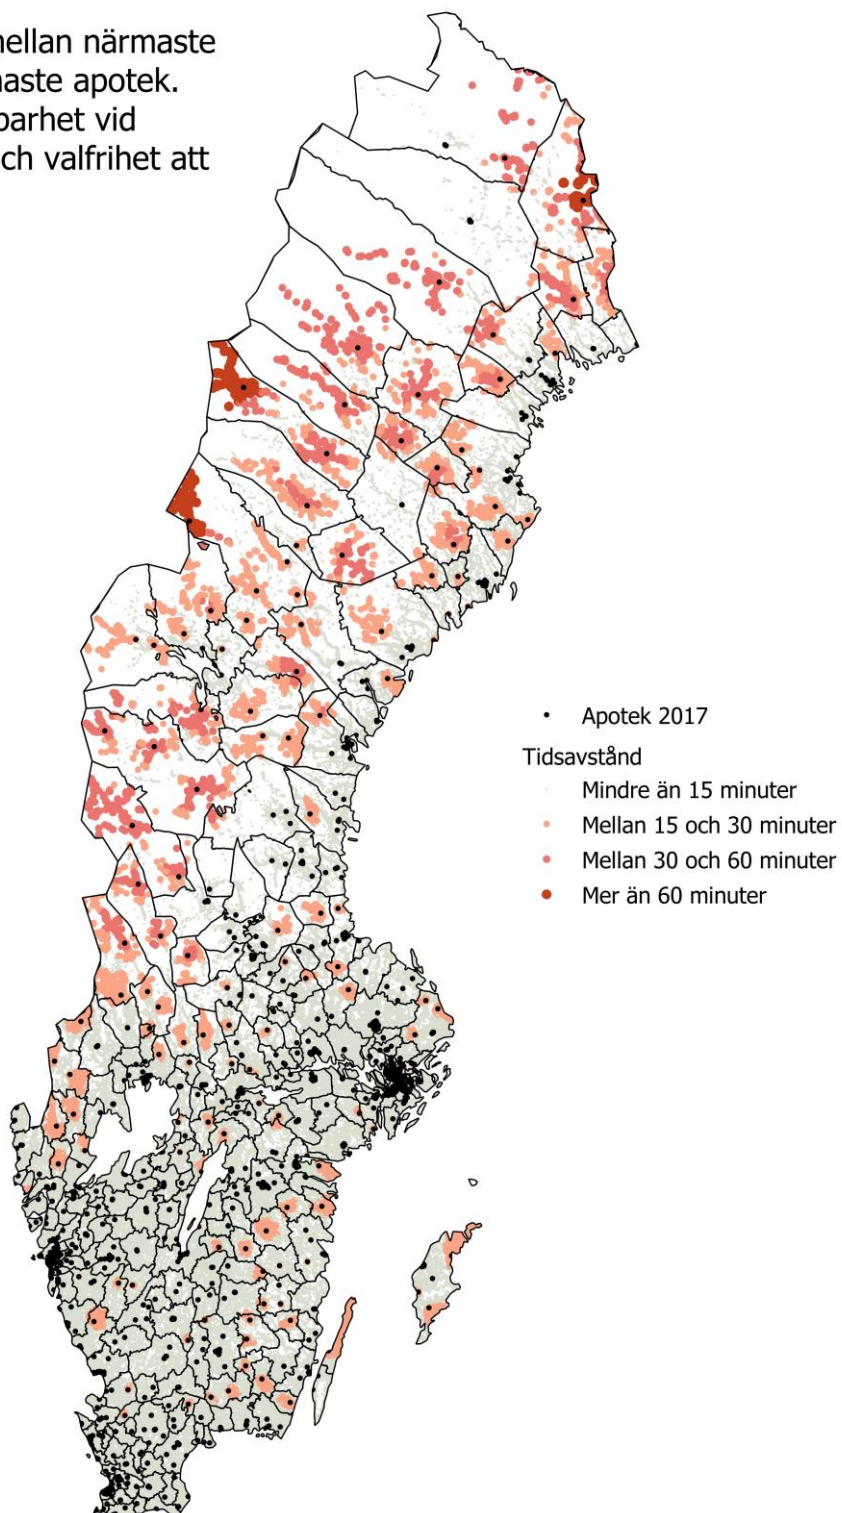 mellan närmaste
naste apotek.
barhet vid
ch valfrihet att
Apotek 2017
Tidsavstånd
Mindre än 15 minuter
Mellan 15 och 30 minuter
Mellan 30 och 60 minuter
Mer än 60 minuter